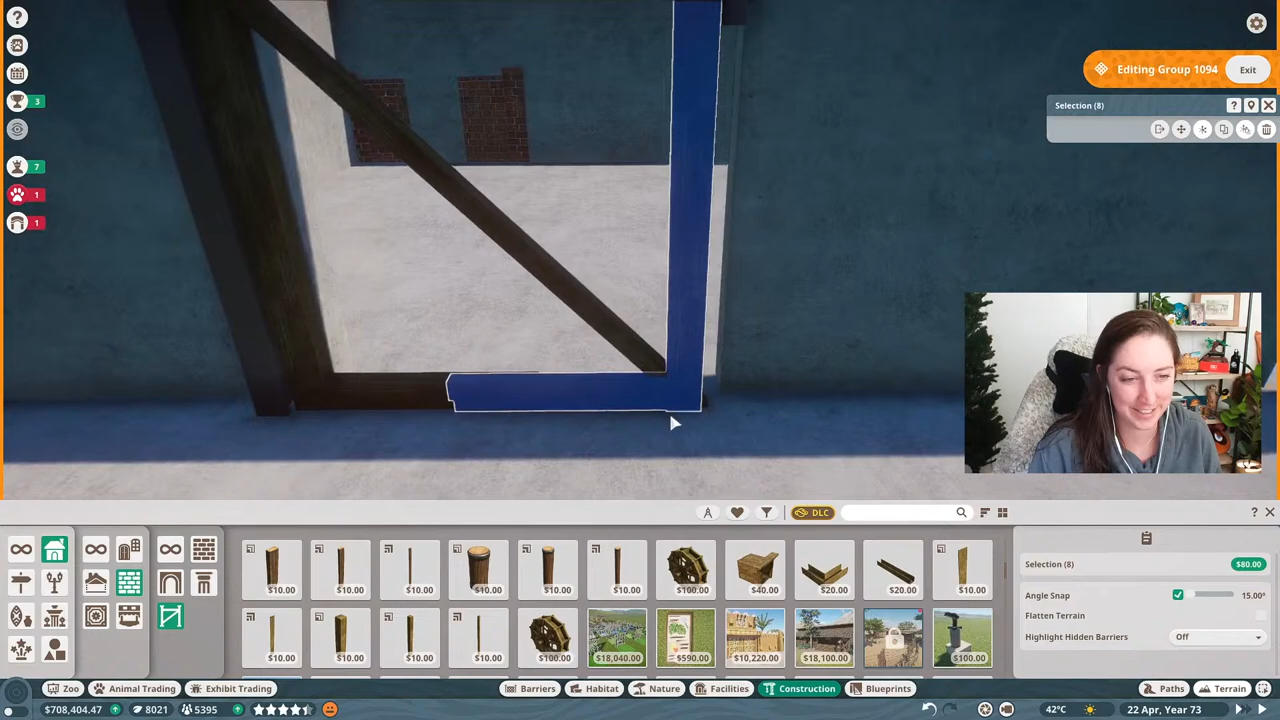 Editing Group 1094
Exit
Selection (8)
?
?
3
7
1
1
DLC
?
$10.00
$10.00
$10.00
$10.00
$10.00
$10.00
$100.00
$40.00
$20.00
$20.00
$10.00
$10.00
$10.00
$10.00
$10.00
$100.00
$18,040.00
$590.00
$10,220.00
$18,100.00
$100.00
Selection (8)
$80.00
Angle Snap
15.00°
Flatten Terrain
Highlight Hidden Barriers
Off
Zoo
Animal Trading
Exhibit Trading
Barriers
Habitat
Nature
Facilities
Construction
Blueprints
Paths
Terrain
$708,404.47
8021
5395
42°C
22 Apr, Year 73